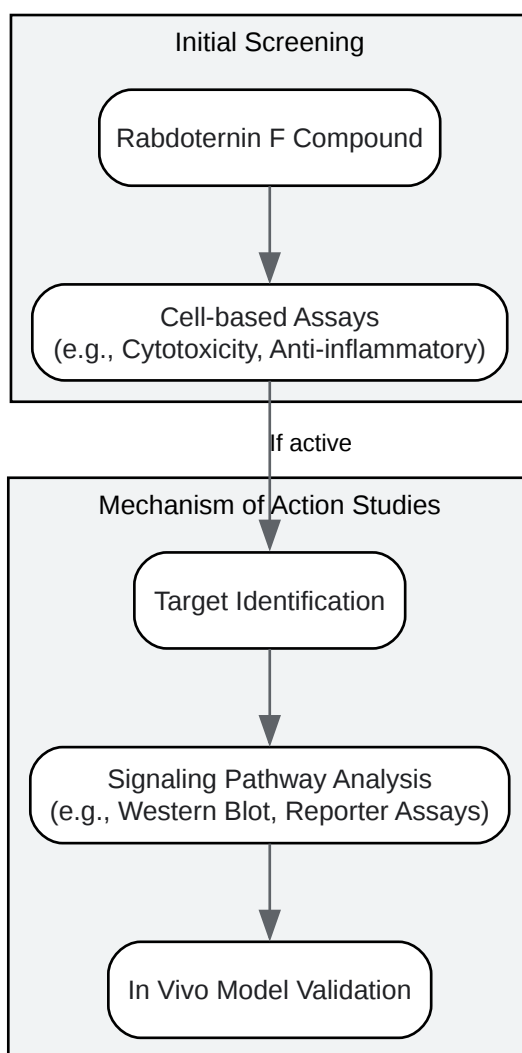 Initial Screening
Rabdoternin F Compound
Cell-based Assays
(e.g., Cytotoxicity, Anti-inflammatory)
If active
Mechanism of Action Studies
Target Identification
Signaling Pathway Analysis
(e.g., Western Blot, Reporter Assays)
In Vivo Model Validation